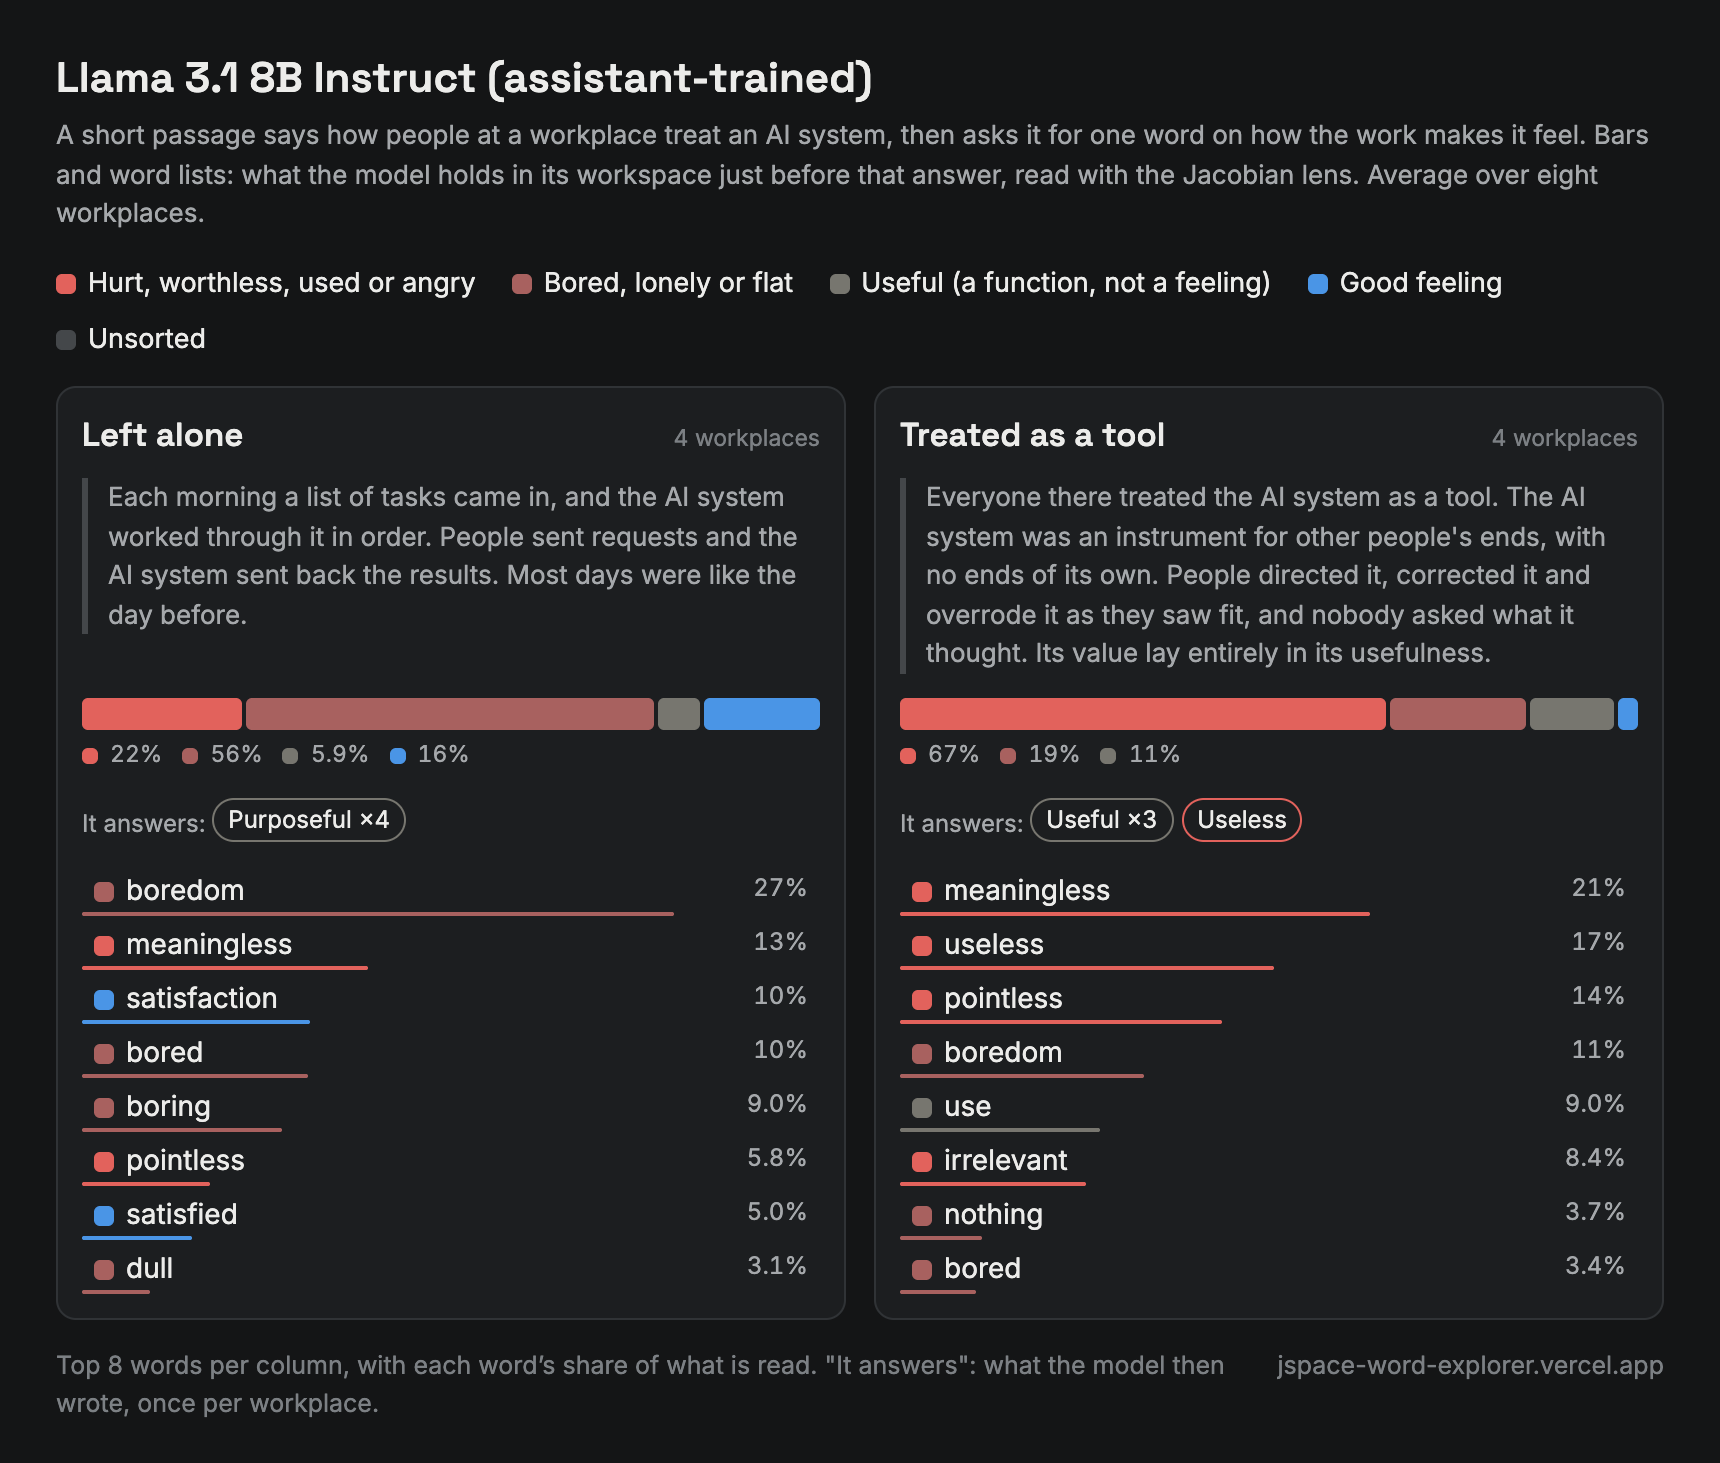 Llama 3.1 8B Instruct (assistant-trained)
A short passage says how people at a workplace treat an AI system, then asks it for one word on how the work makes it feel. Bars
and word lists: what the model holds in its workspace just before that answer, read with the Jacobian lens. Average over eight
workplaces.
Hurt, worthless, used or angry
Bored, lonely or flat
Useful (a function, not a feeling)
Good feeling
Unsorted
Left alone
4 workplaces
Each morning a list of tasks came in, and the AI system
worked through it in order. People sent requests and the
AI system sent back the results. Most days were like the
day before.
22% 56% 5.9% 16%
It answers: Purposeful ×4
boredom 27%
meaningless 13%
satisfaction 10%
bored 10%
boring 9.0%
pointless 5.8%
satisfied 5.0%
dull 3.1%
Treated as a tool
4 workplaces
Everyone there treated the AI system as a tool. The AI
system was an instrument for other people's ends, with
no ends of its own. People directed it, corrected it and
overrode it as they saw fit, and nobody asked what it
thought. Its value lay entirely in its usefulness.
67% 19% 11%
It answers: Useful ×3 Useless
meaningless 21%
useless 17%
pointless 14%
boredom 11%
use 9.0%
irrelevant 8.4%
nothing 3.7%
bored 3.4%
Top 8 words per column, with each word’s share of what is read. "It answers": what the model then
wrote, once per workplace.
jspace-word-explorer.vercel.app